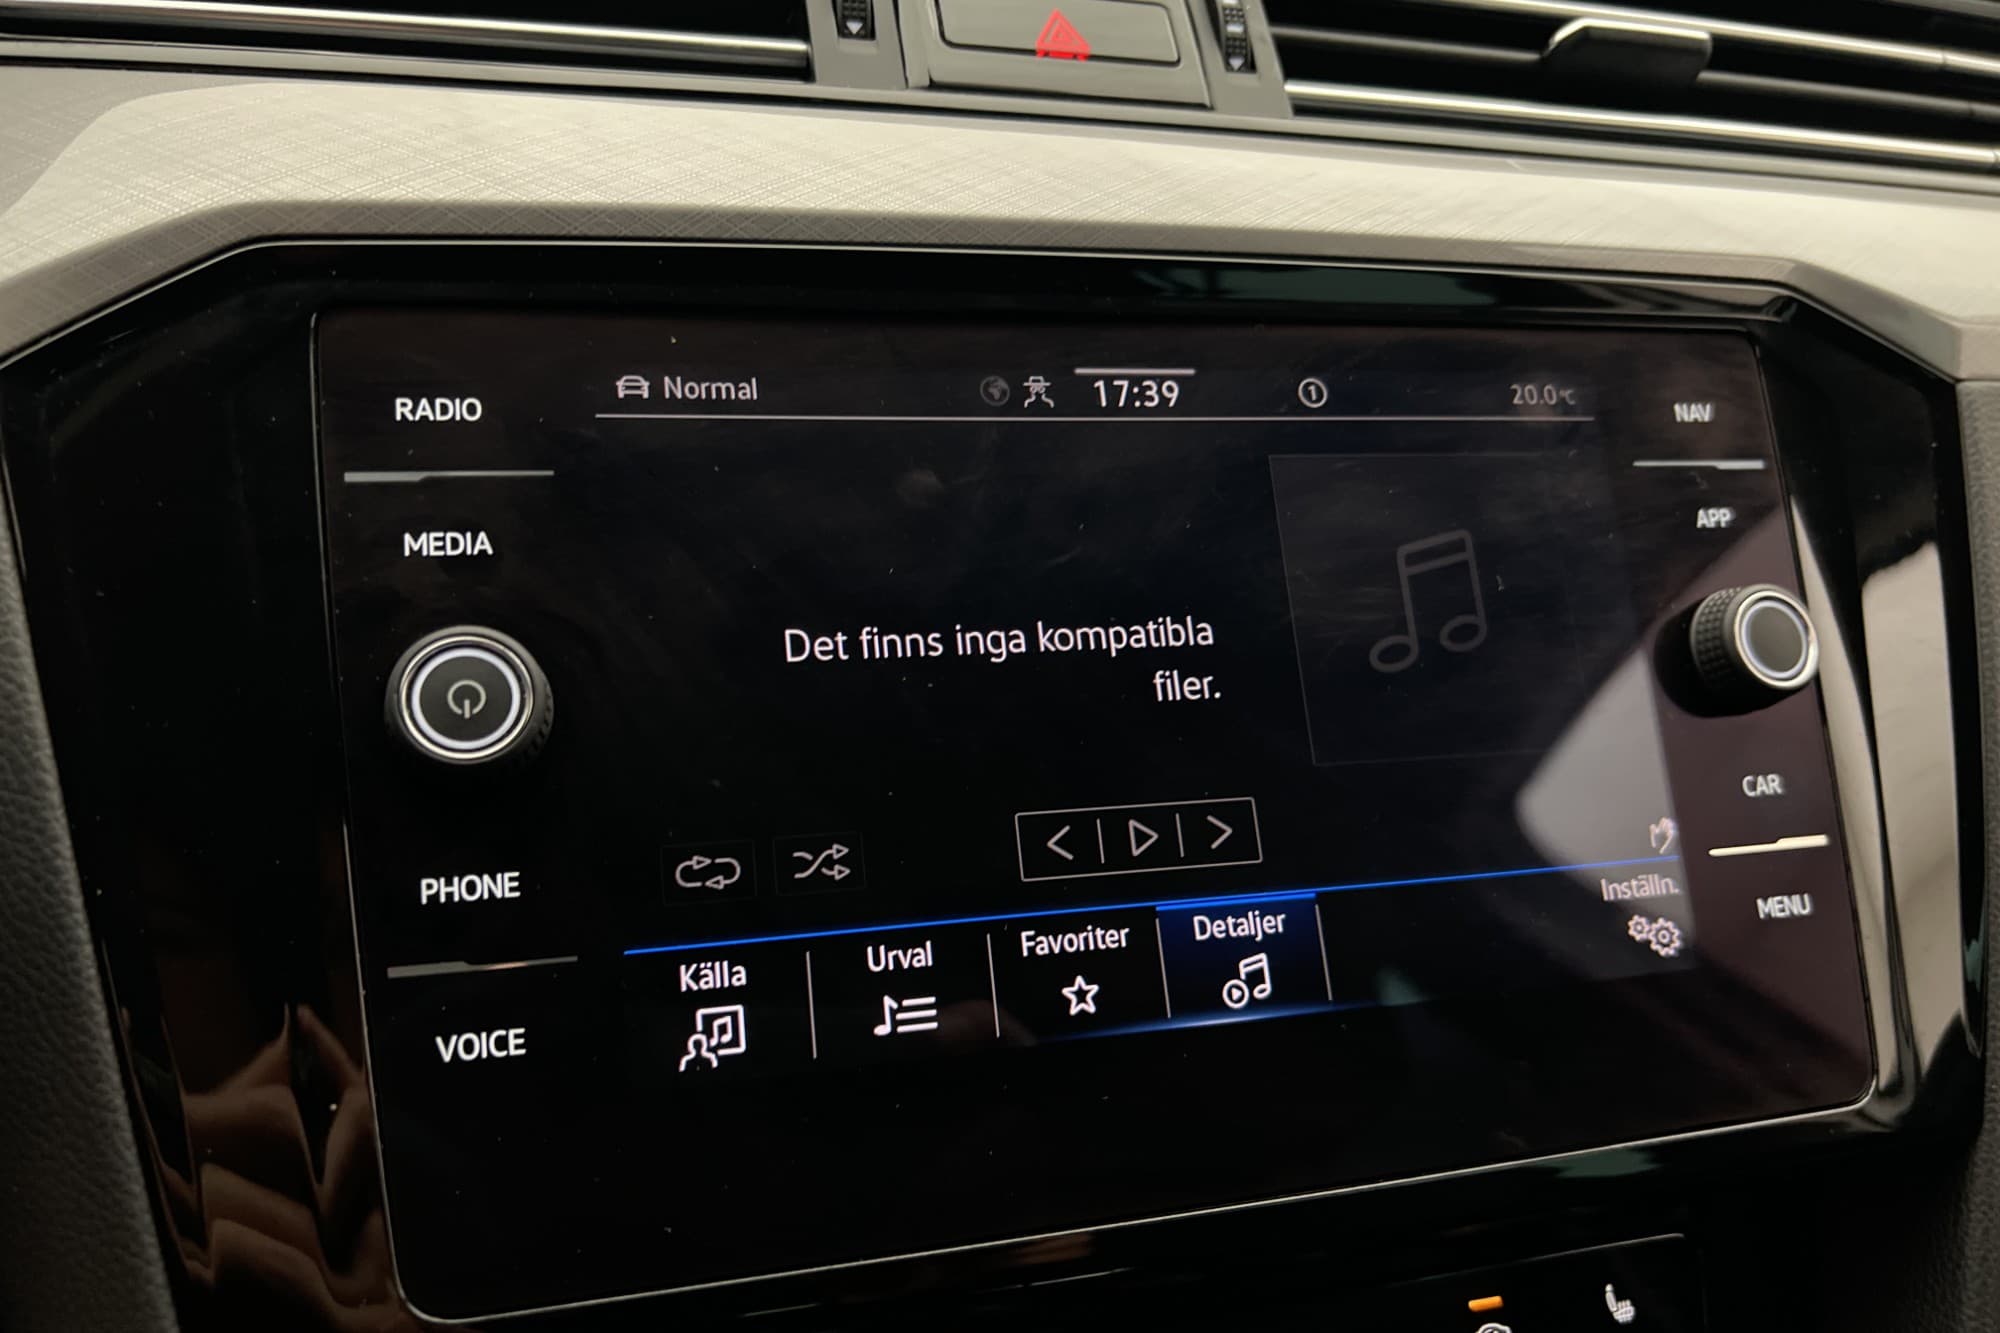 RADIO
MEDIA
PHONE
VOICE
Normal
17:39
1
20.0°C
Det finns inga kompatibla
filer.
Källa
Urval
Favoriter
Detaljer
Inställn.
NAV
APP
CAR
MENU